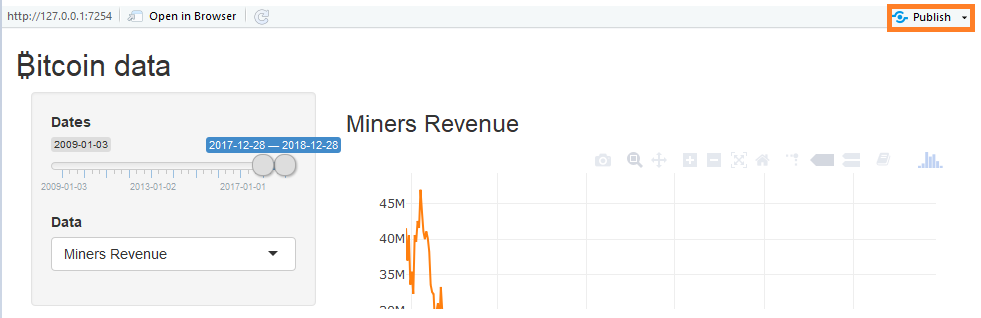 http://127.0.0.1:7254 Open in Browser Publish
₿itcoin data
Dates
2009-01-03 2017-12-28 — 2018-12-28
2009-01-03 2013-01-02 2017-01-01
Data
Miners Revenue
Miners Revenue
45M
40M
35M
30M